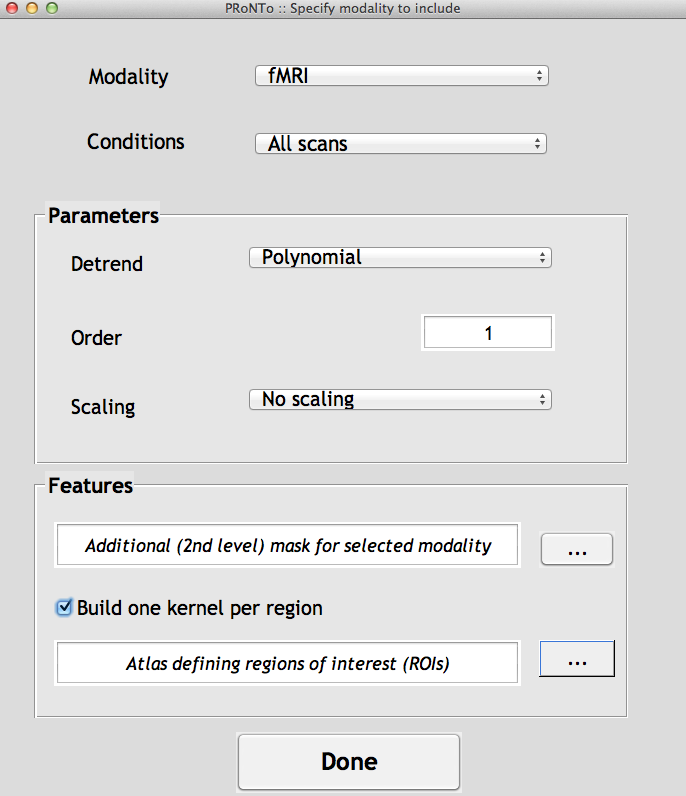 PRoNTo :: Specify modality to include
Modality
fMRI
Conditions
All scans
Parameters
Detrend
Polynomial
Order
1
Scaling
No scaling
Features
Additional (2nd level) mask for selected modality
...
Build one kernel per region
Atlas defining regions of interest (ROIs)
...
Done